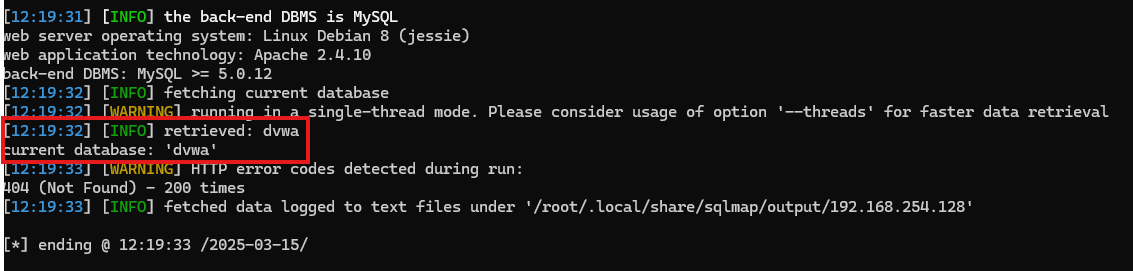 [12:19:31] [INFO] the back-end DBMS is MySQL
web server operating system: Linux Debian 8 (jessie)
web application technology: Apache 2.4.10
back-end DBMS: MySQL >= 5.0.12
[12:19:32] [INFO] fetching current database
[12:19:32] [WARNING] running in a single-thread mode. Please consider usage of option '--threads' for faster data retrieval
[12:19:32] [INFO] retrieved: dvwa
current database: 'dvwa'
[12:19:33] [WARNING] HTTP error codes detected during run:
404 (Not Found) - 200 times
[12:19:33] [INFO] fetched data logged to text files under '/root/.local/share/sqlmap/output/192.168.254.128'
[*] ending @ 12:19:33 /2025-03-15/